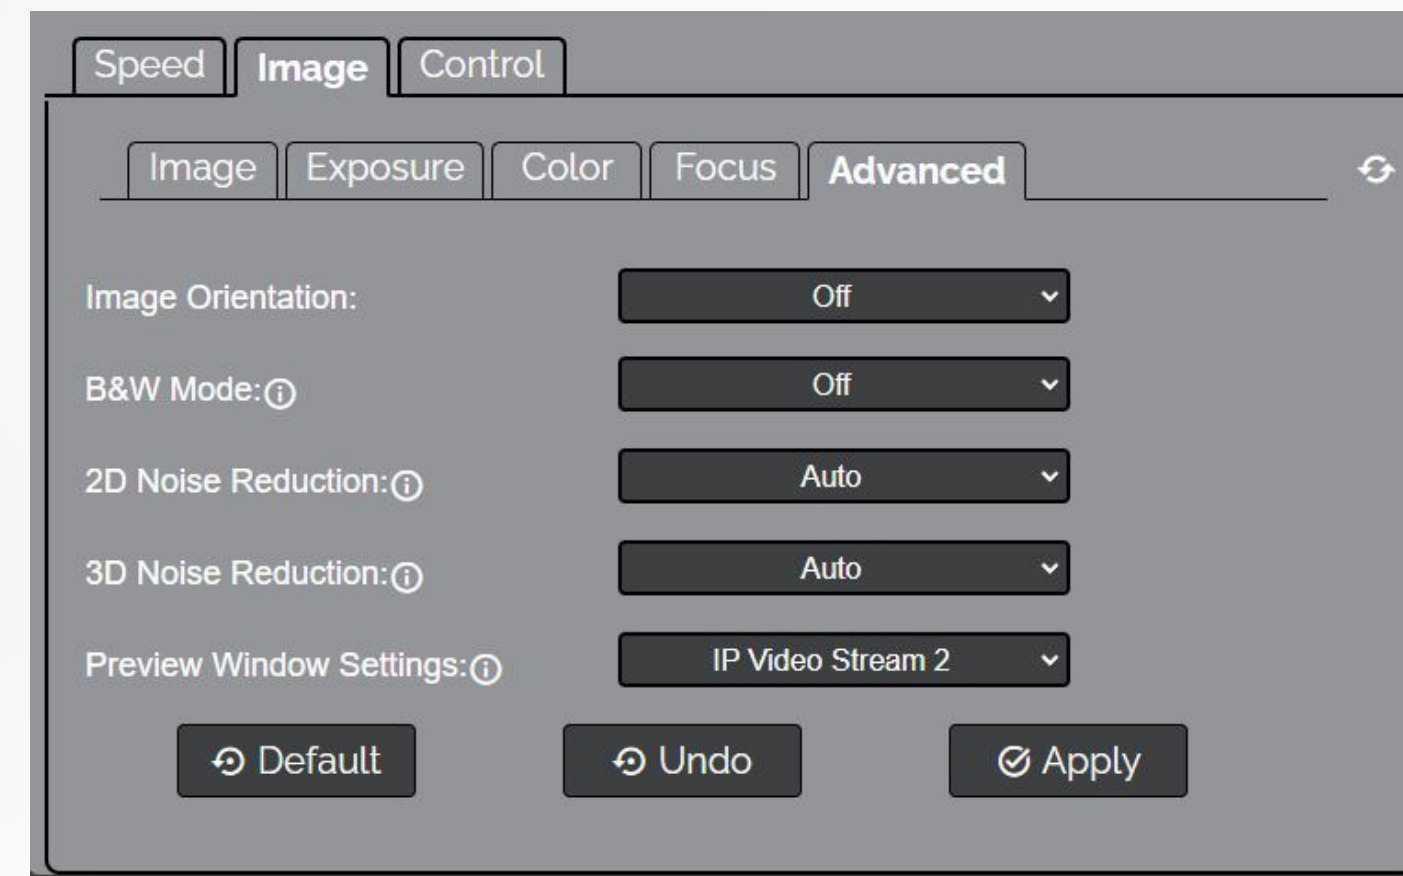 Speed Image Control
Image Exposure Color Focus Advanced
Image Orientation: Off
B&W Mode: Off
2D Noise Reduction: Auto
3D Noise Reduction: Auto
Preview Window Settings: IP Video Stream 2
Default Undo Apply